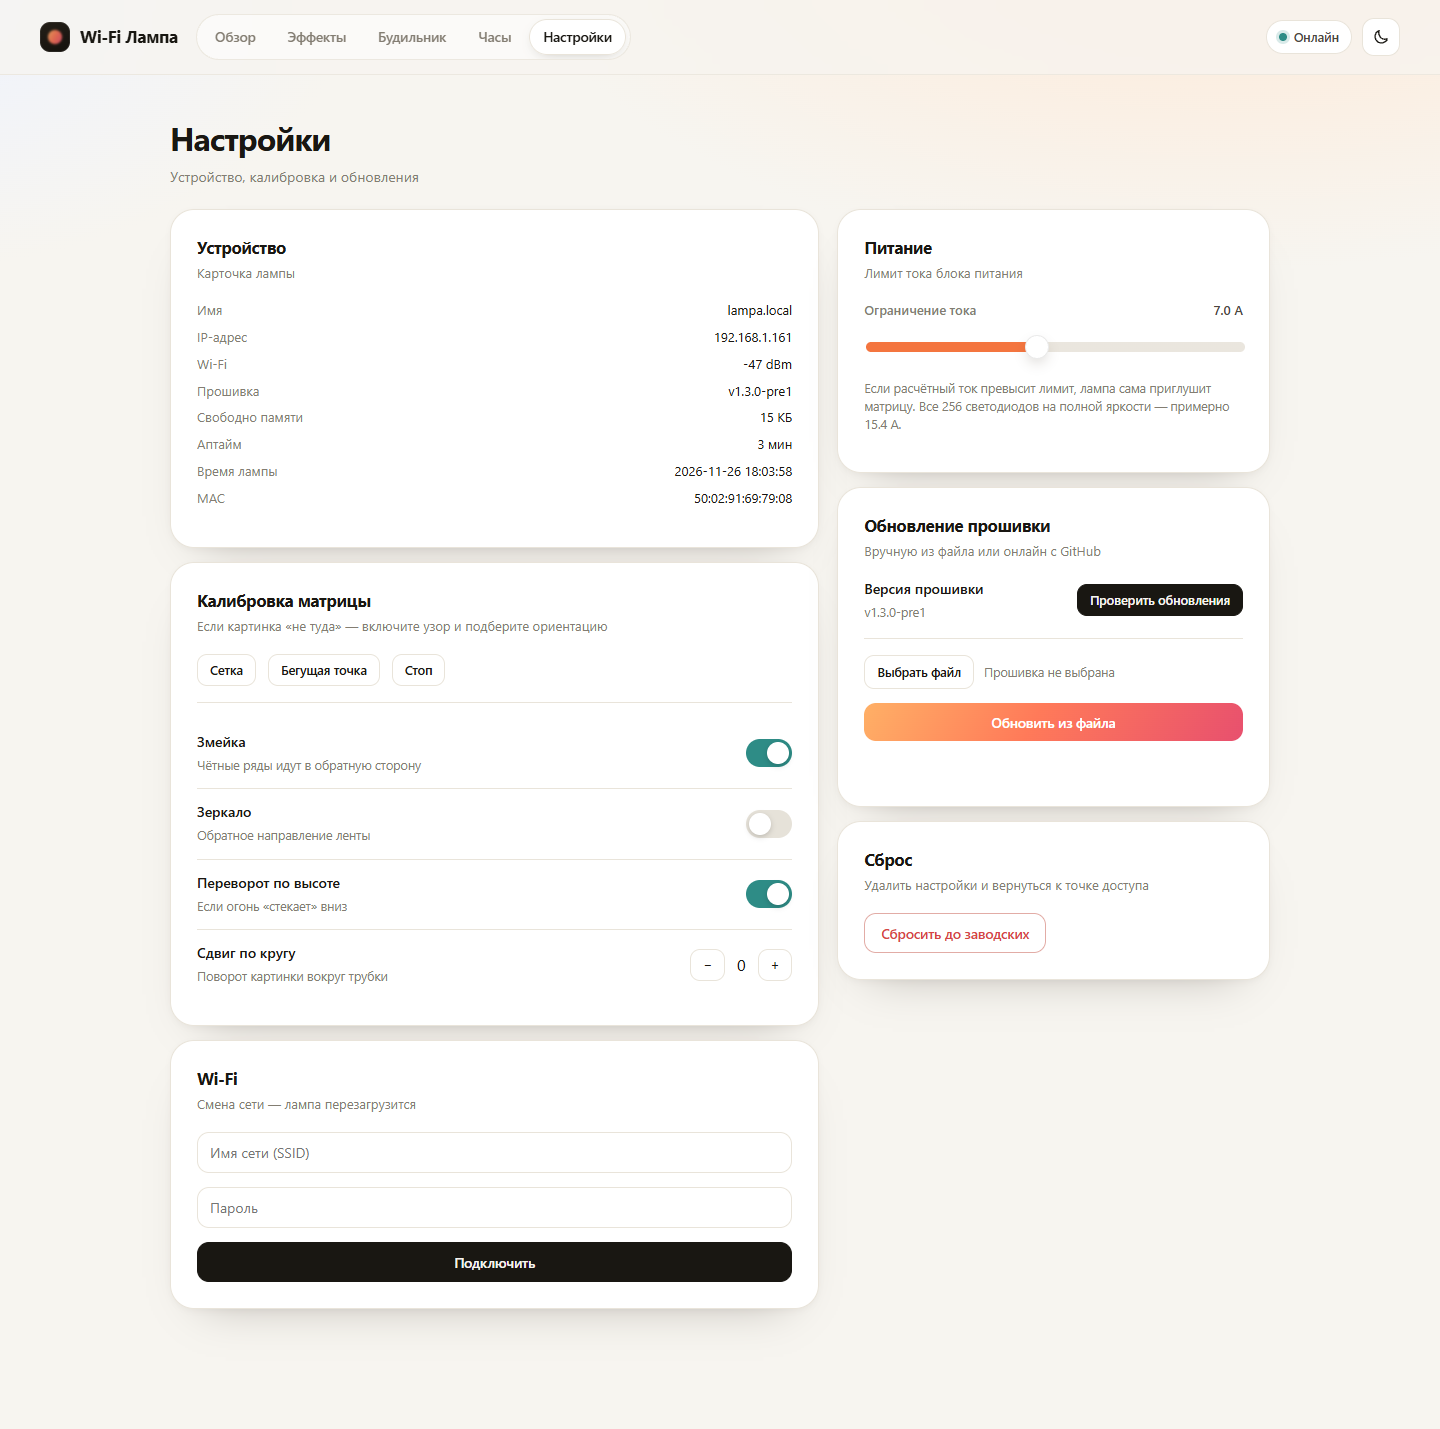 Wi-Fi Лампа
Обзор
Эффекты
Будильник
Часы
Настройки
Онлайн
Настройки
Устройство, калибровка и обновления
Устройство
Карточка лампы
Имя lampa.local
IP-адрес 192.168.1.161
Wi-Fi -47 dBm
Прошивка v1.3.0-pre1
Свободно памяти 15 КБ
Аптайм 3 мин
Время лампы 2026-11-26 18:03:58
MAC 50:02:91:69:79:08
Калибровка матрицы
Если картинка «не туда» — включите узор и подберите ориентацию
Сетка
Бегущая точка
Стоп
Змейка
Чётные ряды идут в обратную сторону
Зеркало
Обратное направление ленты
Переворот по высоте
Если огонь «стекает» вниз
Сдвиг по кругу
Поворот картинки вокруг трубки
− 0 +
Wi-Fi
Смена сети — лампа перезагрузится
Имя сети (SSID)
Пароль
Подключить
Питание
Лимит тока блока питания
Ограничение тока 7.0 А
Если расчётный ток превысит лимит, лампа сама приглушит
матрицу. Все 256 светодиодов на полной яркости — примерно
15.4 А.
Обновление прошивки
Вручную из файла или онлайн с GitHub
Версия прошивки
v1.3.0-pre1
Проверить обновления
Выбрать файл
Прошивка не выбрана
Обновить из файла
Сброс
Удалить настройки и вернуться к точке доступа
Сбросить до заводских